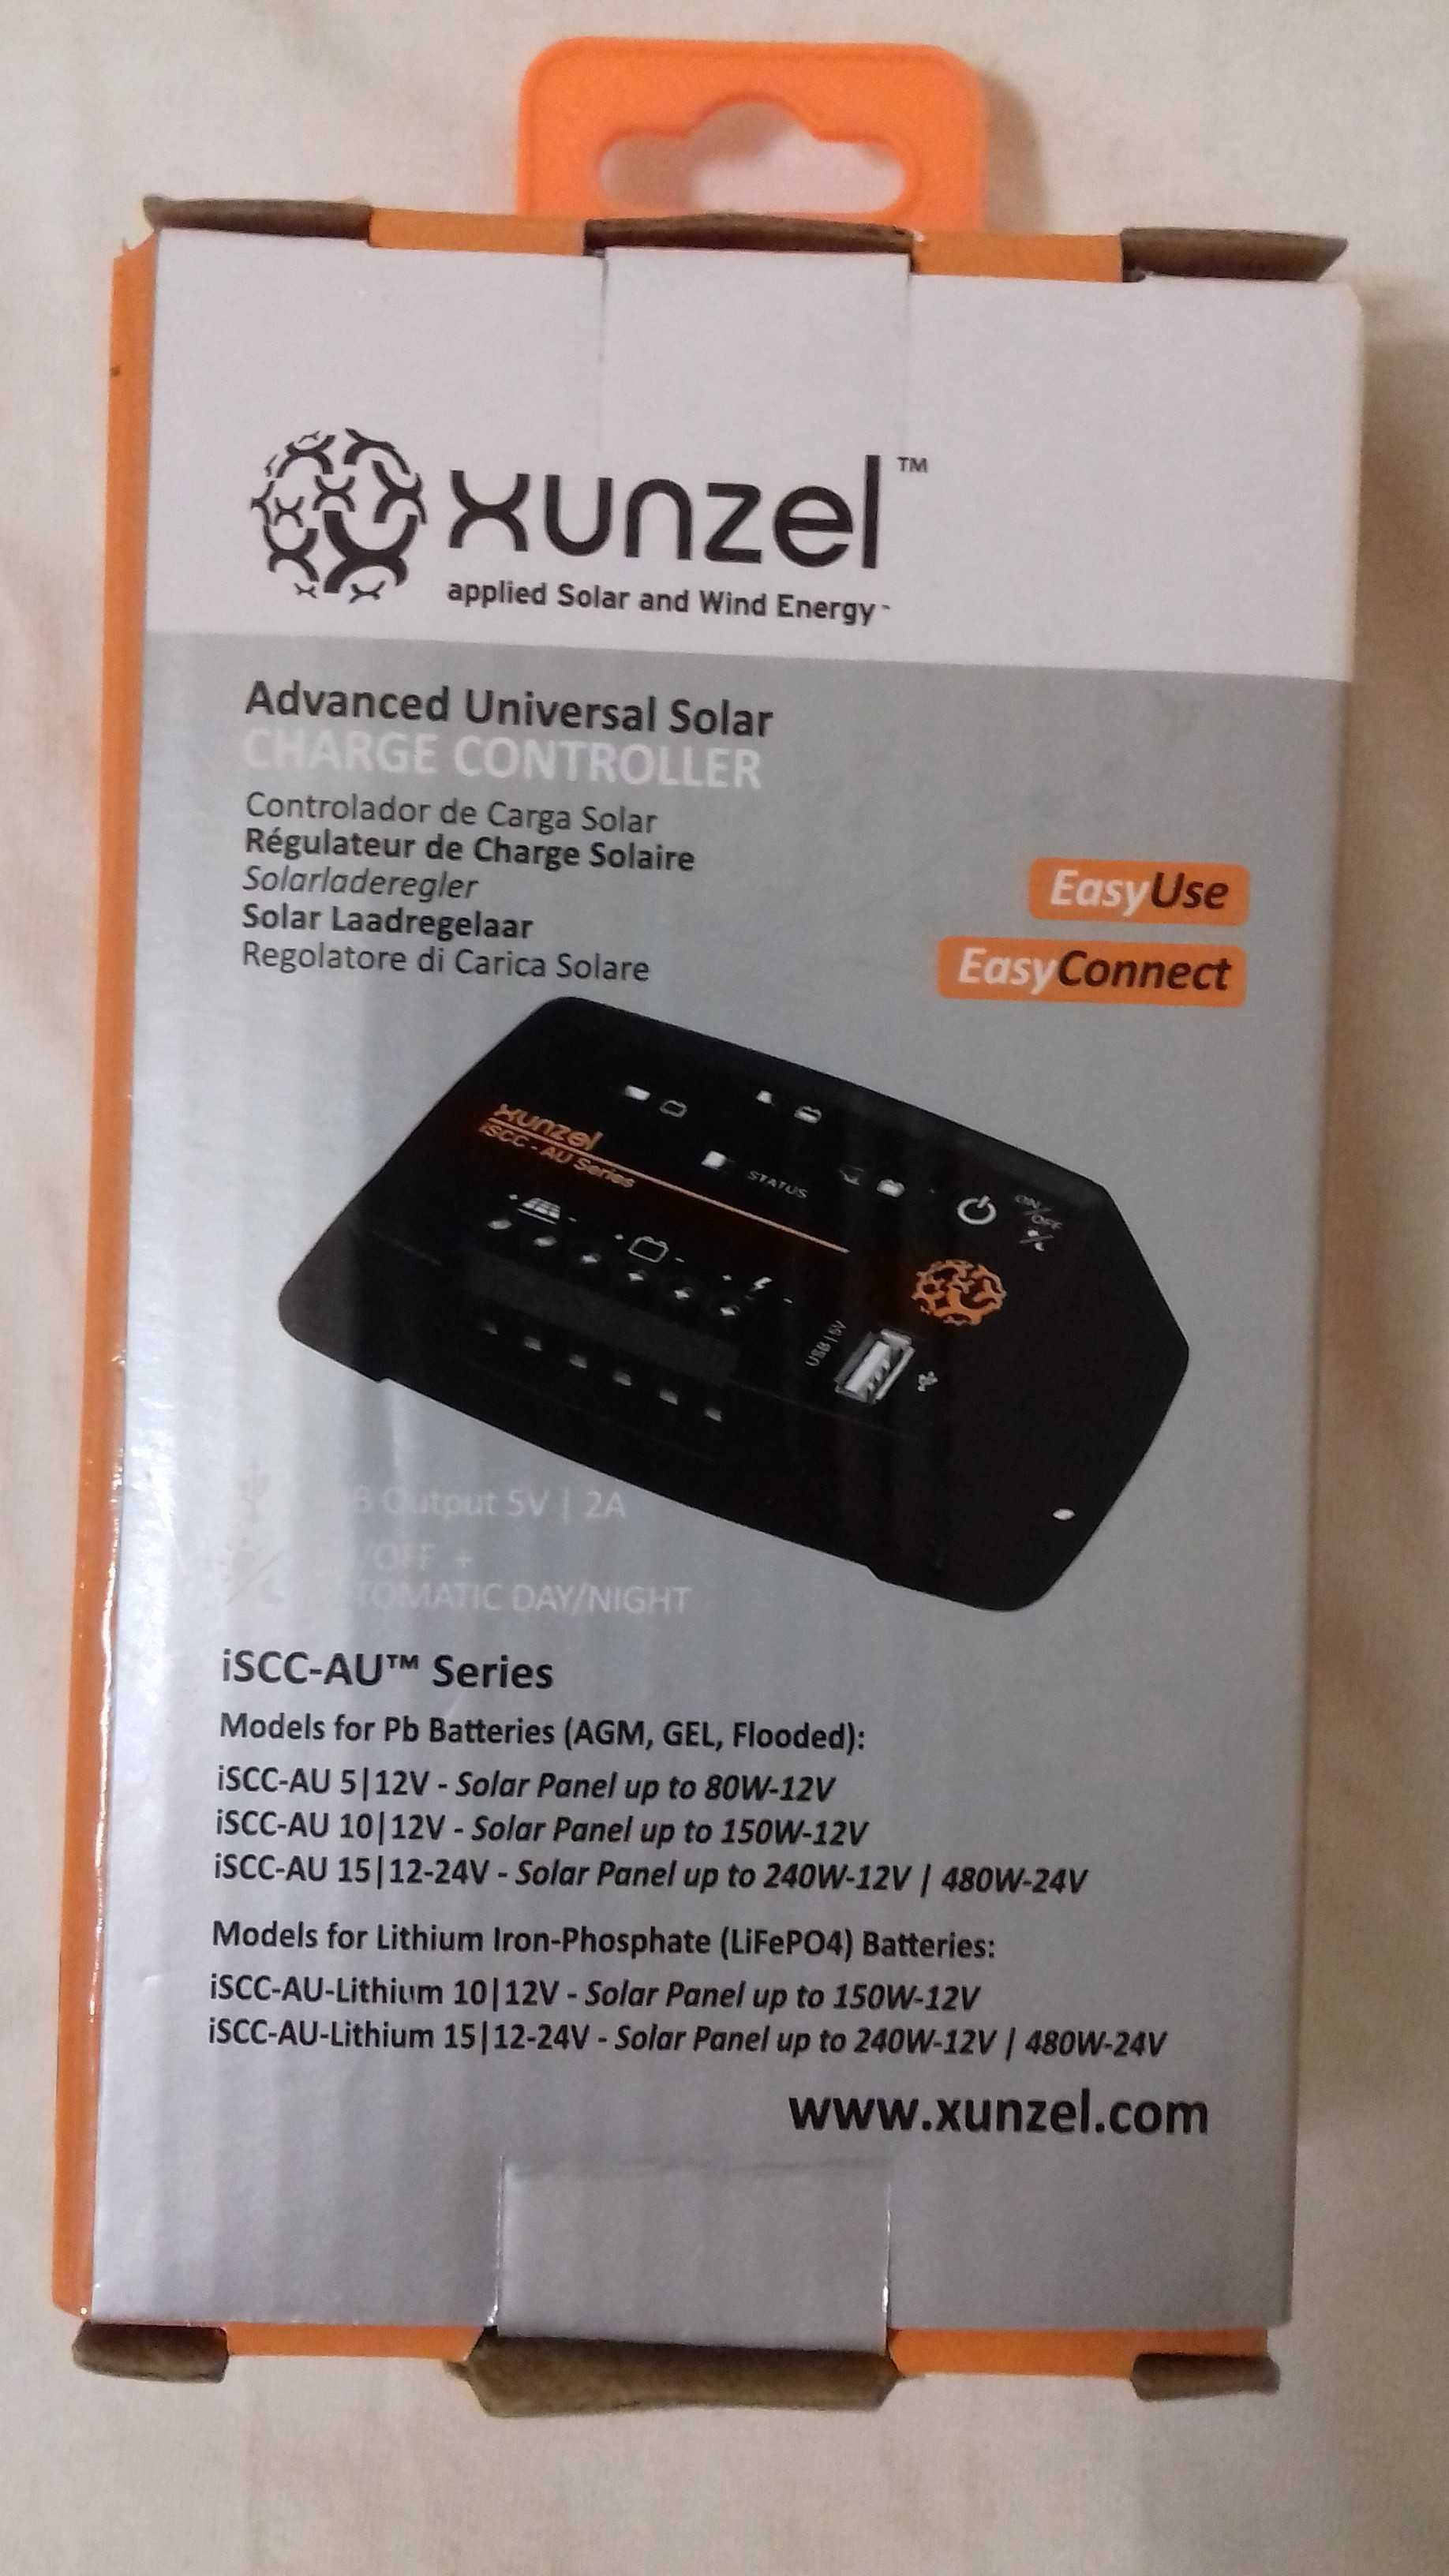 xunzel™
applied Solar and Wind Energy™
Advanced Universal Solar
CHARGE CONTROLLER
Controlador de Carga Solar
Régulateur de Charge Solaire
Solarladeregler
Solar Laadregelaar
Regolatore di Carica Solare
EasyUse
EasyConnect
xunzel
iSCC - AU Series
STATUS
ON/OFF
USB | 5V
Output 5V | 2A
/OFF +
DAY/NIGHT
iSCC-AU™ Series
Models for Pb Batteries (AGM, GEL, Flooded):
iSCC-AU 5|12V - Solar Panel up to 80W-12V
iSCC-AU 10|12V - Solar Panel up to 150W-12V
iSCC-AU 15|12-24V - Solar Panel up to 240W-12V | 480W-24V
Models for Lithium Iron-Phosphate (LiFePO4) Batteries:
iSCC-AU-Lithium 10|12V - Solar Panel up to 150W-12V
iSCC-AU-Lithium 15|12-24V - Solar Panel up to 240W-12V | 480W-24V
www.xunzel.com